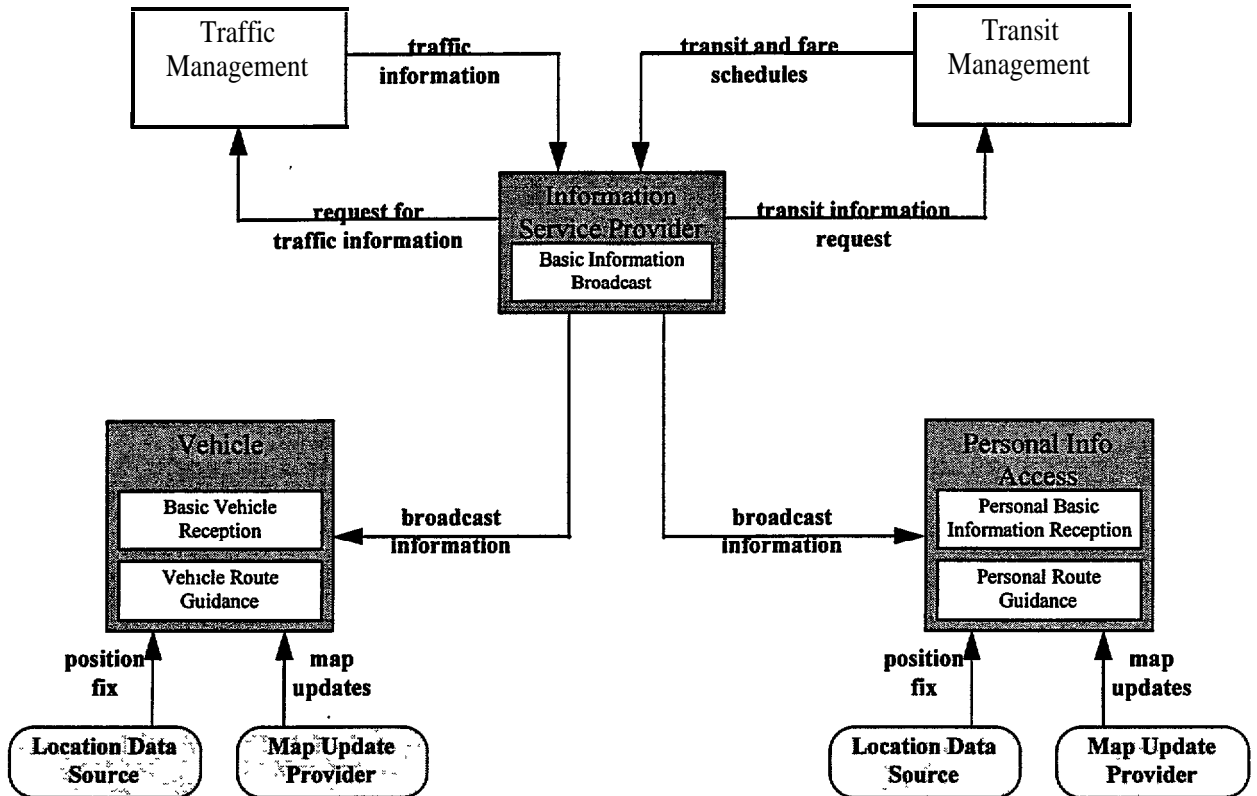 Traffic
Management
traffic
information
transit and fare
schedules
Transit
Management
request for
traffic information
Information
Service Provider
Basic Information
Broadcast
transit information
request
Vehicle
Basic Vehicle
Reception
Vehicle Route
Guidance
broadcast
information
broadcast
information
Personal Info
Access
Personal Basic
Information Reception
Personal Route
Guidance
position
fix
map
updates
position
fix
map
updates
Location Data
Source
Map Update
Provider
Location Data
Source
Map Update
Provider